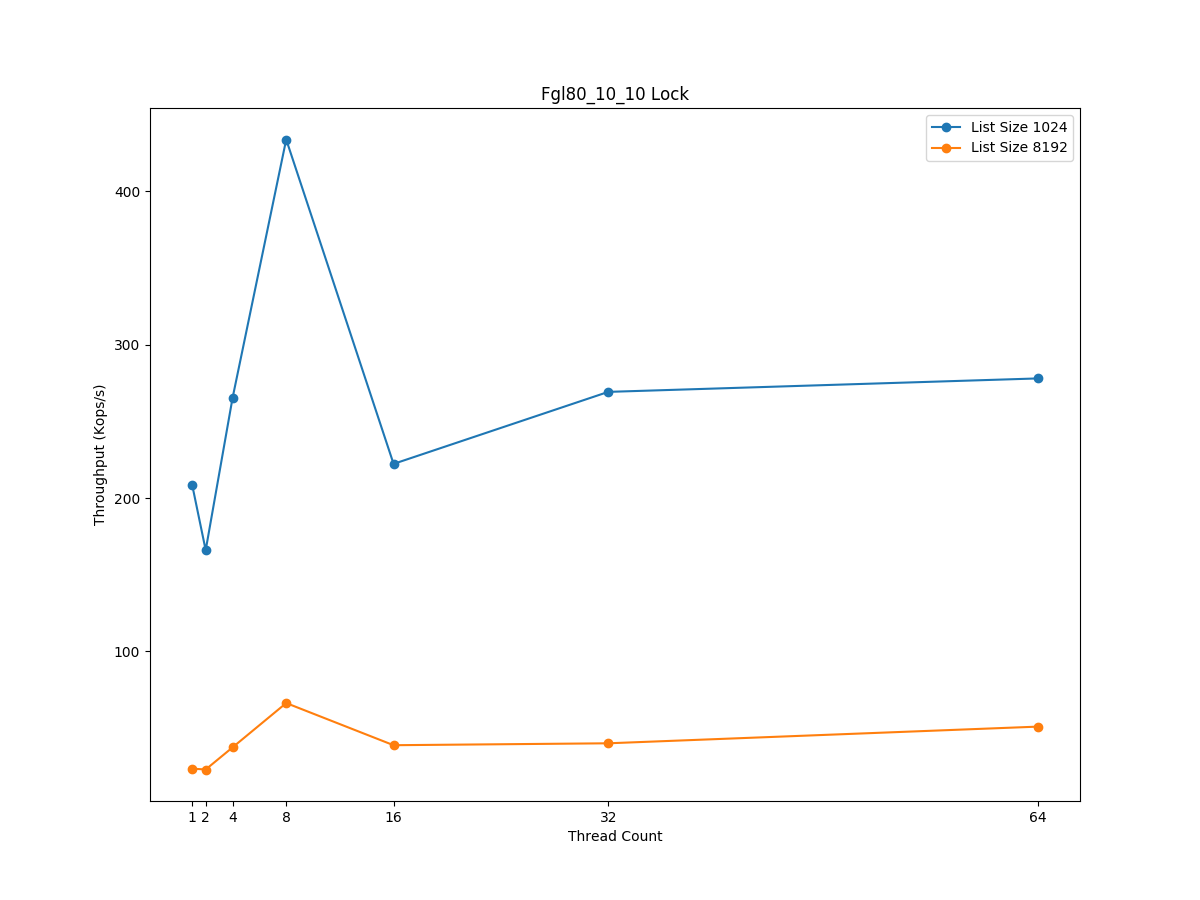 Fgl80_10_10 Lock
List Size 1024
List Size 8192
400
300
200
100
Throughput (Kops/s)
1 2 4 8 16 32 64
Thread Count